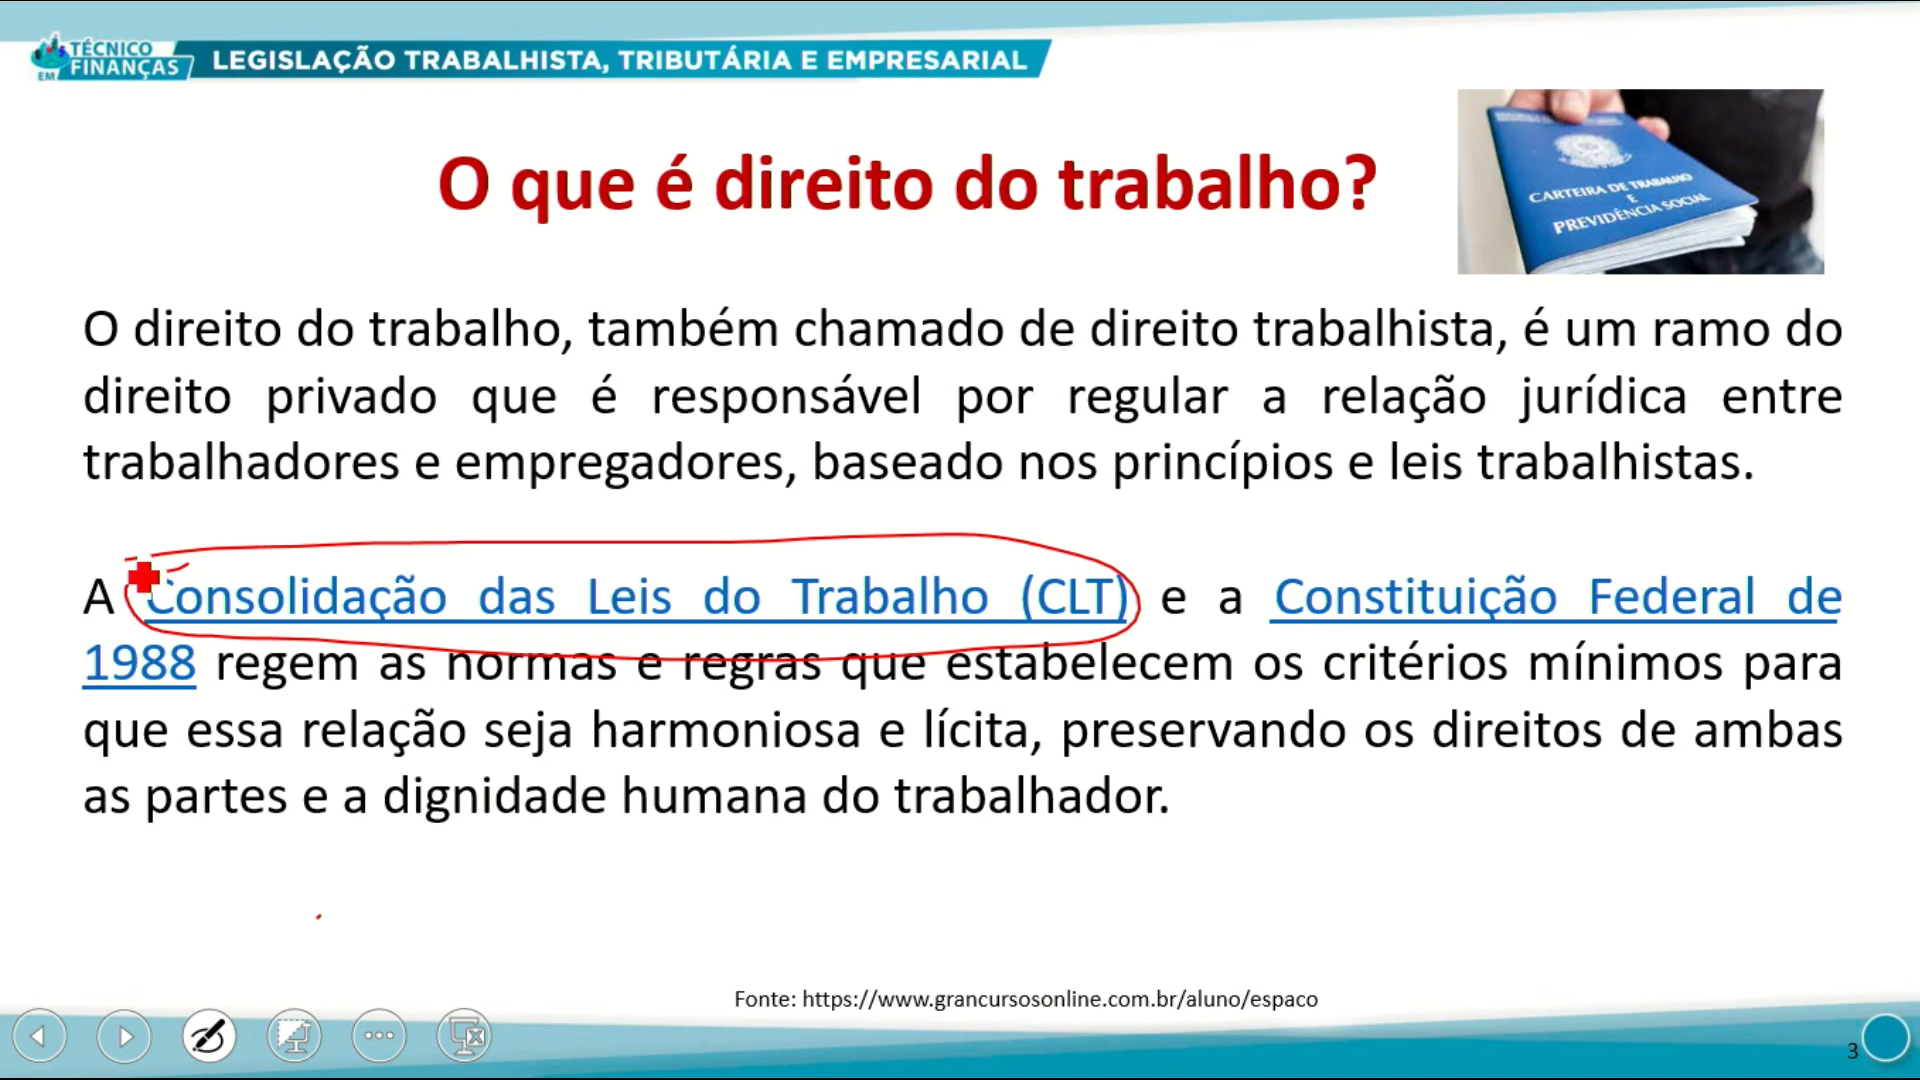 TÉCNICO
EM FINANÇAS
LEGISLAÇÃO TRABALHISTA, TRIBUTÁRIA E EMPRESARIAL
O que é direito do trabalho?
CARTEIRA DE TRABALHO
E
PREVIDÊNCIA SOCIAL
O direito do trabalho, também chamado de direito trabalhista, é um ramo do
direito privado que é responsável por regular a relação jurídica entre
trabalhadores e empregadores, baseado nos princípios e leis trabalhistas.
A Consolidação das Leis do Trabalho (CLT) e a Constituição Federal de
1988 regem as normas e regras que estabelecem os critérios mínimos para
que essa relação seja harmoniosa e lícita, preservando os direitos de ambas
as partes e a dignidade humana do trabalhador.
Fonte: https://www.grancursosonline.com.br/aluno/espaco
3